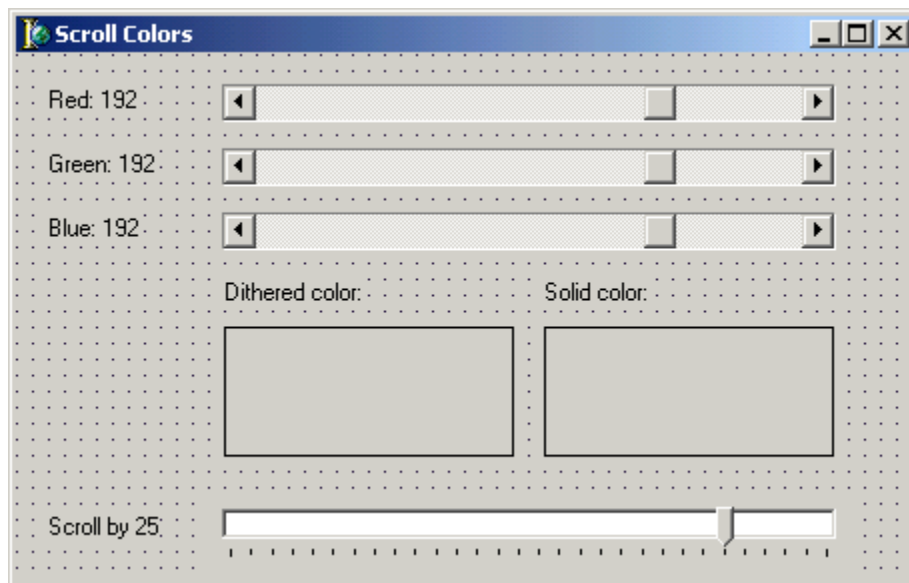 Scroll Colors
Red: 192
Green: 192
Blue: 192
Dithered color: Solid color:
Scroll by 25